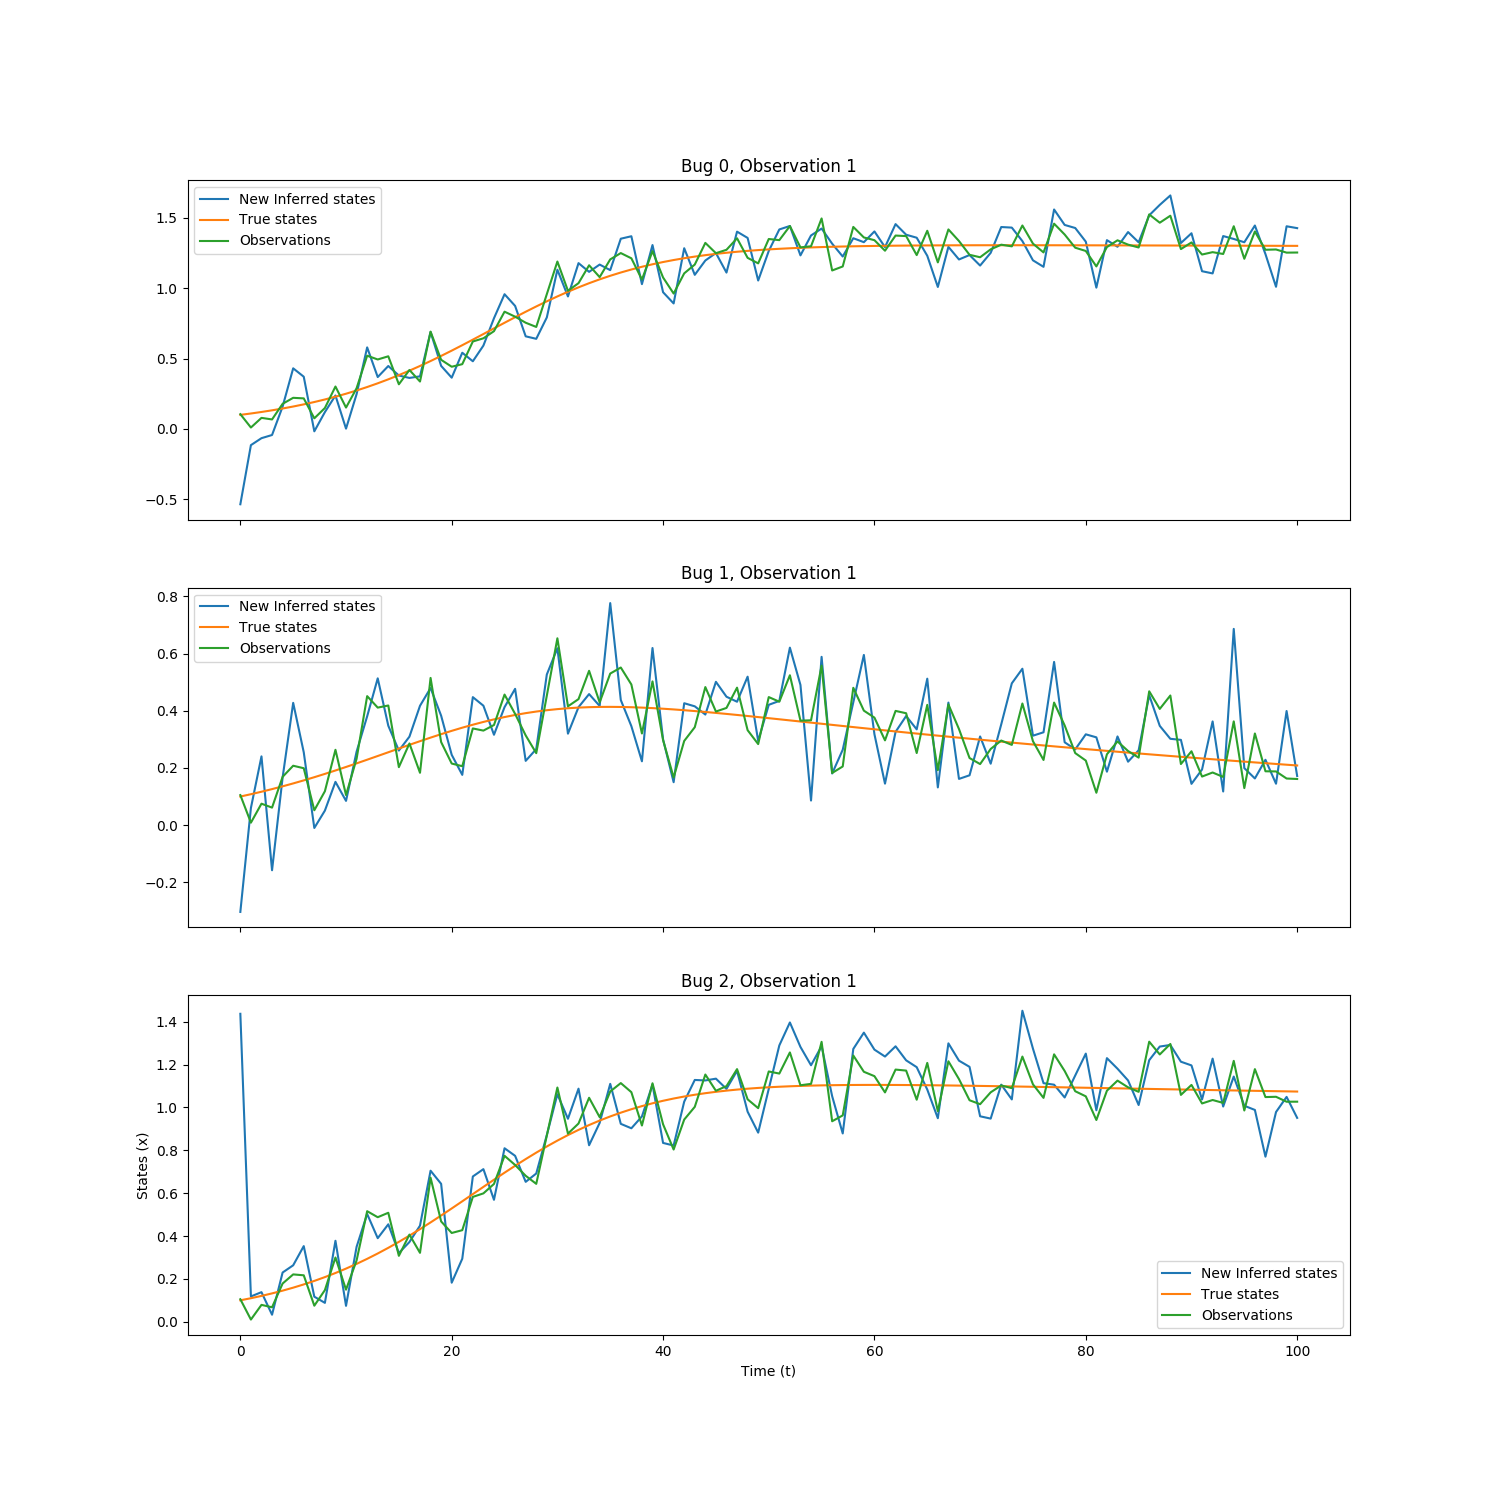 Bug 0, Observation 1
New Inferred states
True states
Observations
1.5
1.0
0.5
0.0
−0.5
Bug 1, Observation 1
New Inferred states
True states
Observations
0.8
0.6
0.4
0.2
0.0
−0.2
Bug 2, Observation 1
1.4
1.2
1.0
0.8
0.6
0.4
0.2
0.0
States (x)
New Inferred states
True states
Observations
0 20 40 60 80 100
Time (t)